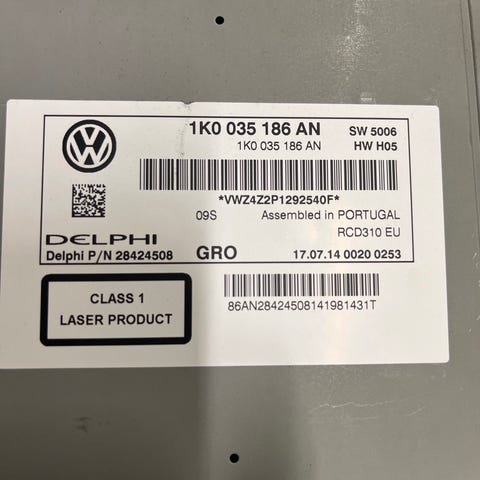 1K0 035 186 AN SW 5006
1K0 035 186 AN HW H05
*VWZ4Z2P1292540F*
09S Assembled in PORTUGAL
RCD310 EU
DELPHI
Delphi P/N 28424508 GRO 17.07.14 0020 0253
CLASS 1
LASER PRODUCT
86AN28424508141981431T